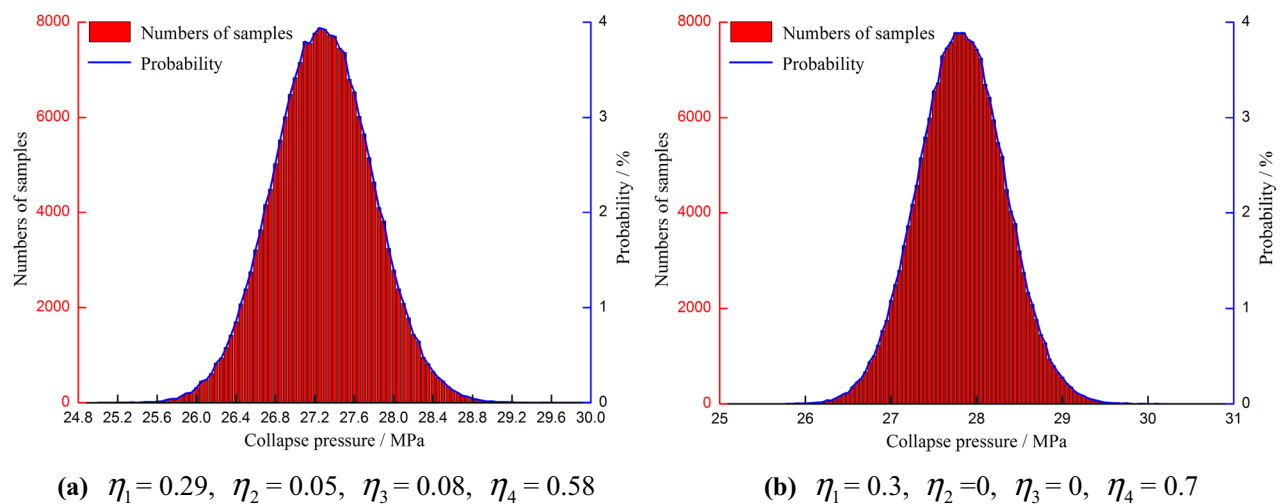 8000
6000
4000
2000
0
Numbers of samples
Numbers of samples
Probability
4
3
2
1
0
Probability / %
24.8 25.2 25.6 26.0 26.4 26.8 27.2 27.6 28.0 28.4 28.8 29.2 29.6 30.0
Collapse pressure / MPa
(a) η1 = 0.29, η2 = 0.05, η3 = 0.08, η4 = 0.58
8000
6000
4000
2000
0
Numbers of samples
Numbers of samples
Probability
4
3
2
1
0
Probability / %
25 26 27 28 29 30 31
Collapse pressure / MPa
(b) η1 = 0.3, η2 =0, η3 = 0, η4 = 0.7